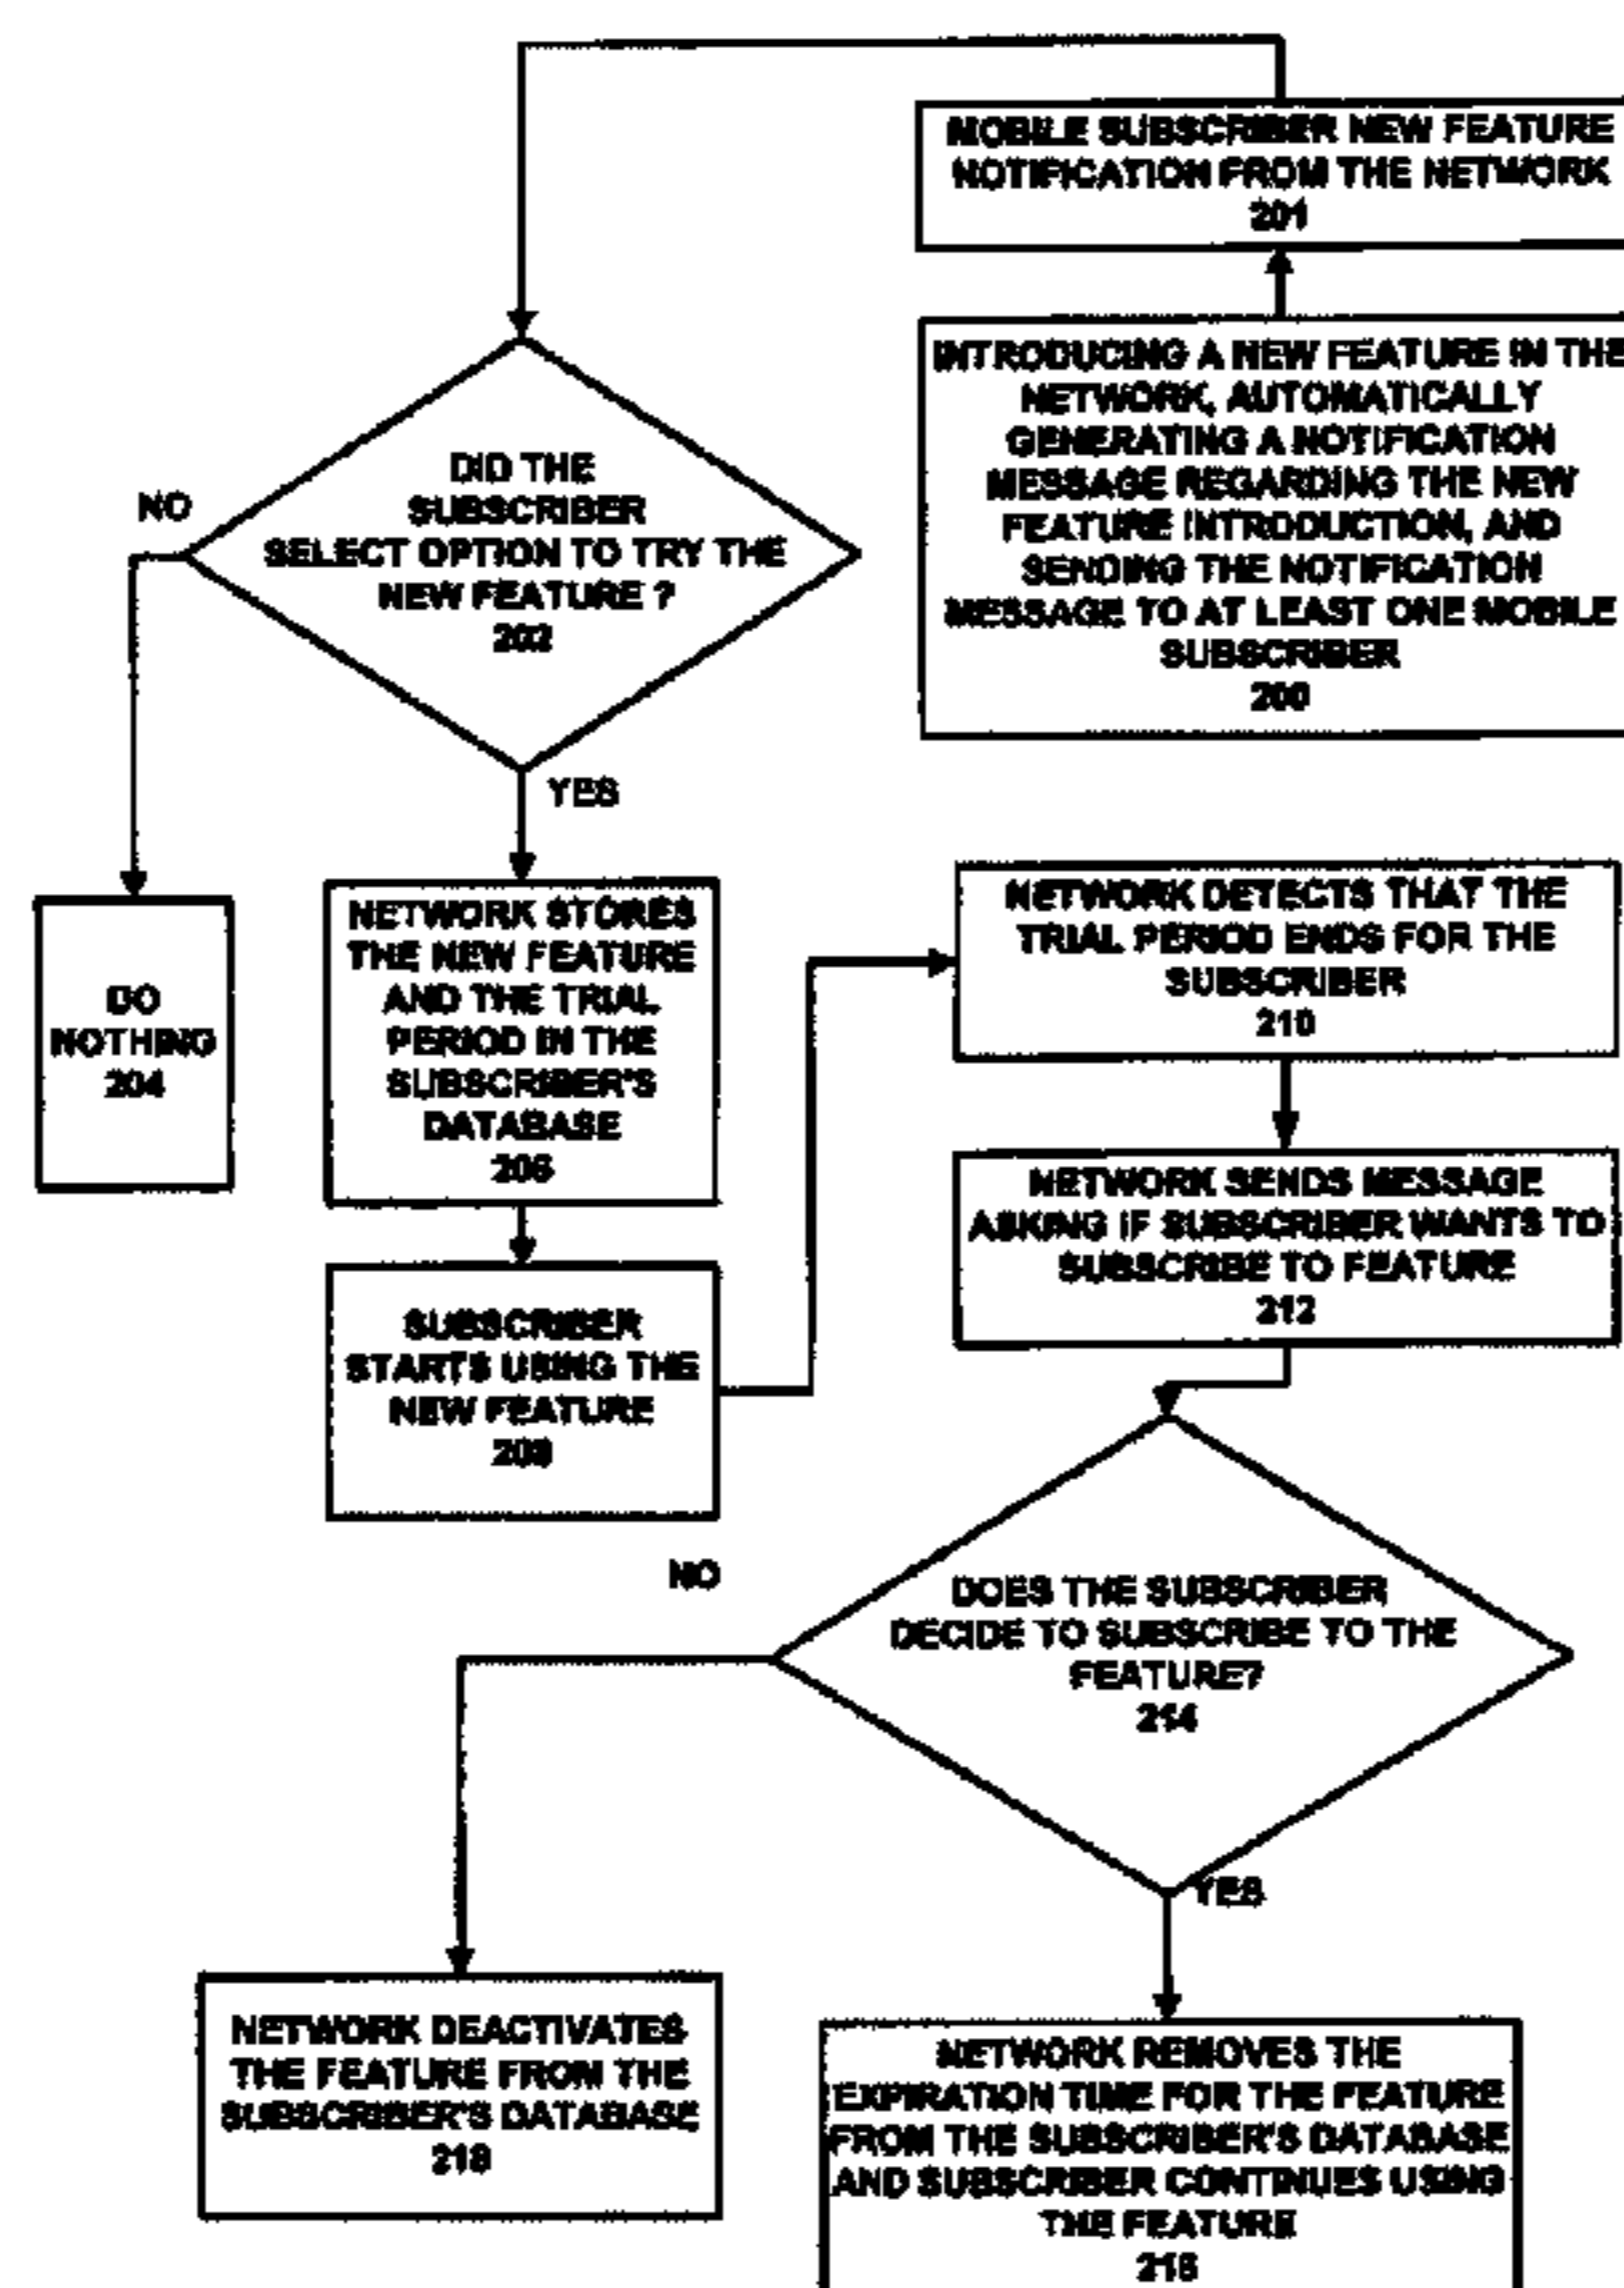 MOBILE SUBSCRIBER NEW FEATURE
NOTIFICATION FROM THE NETWORK
201
INTRODUCING A NEW FEATURE IN THE
NETWORK, AUTOMATICALLY
GENERATING A NOTIFICATION
MESSAGE REGARDING THE NEW
FEATURE INTRODUCTION, AND
SENDING THE NOTIFICATION
MESSAGE TO AT LEAST ONE MOBILE
SUBSCRIBER
200
DID THE
SUBSCRIBER
SELECT OPTION TO TRY THE
NEW FEATURE ?
202
NO
YES
DO
NOTHING
204
NETWORK STORES
THE NEW FEATURE
AND THE TRIAL
PERIOD IN THE
SUBSCRIBER'S
DATABASE
206
SUBSCRIBER
STARTS USING THE
NEW FEATURE
208
NETWORK DETECTS THAT THE
TRIAL PERIOD ENDS FOR THE
SUBSCRIBER
210
NETWORK SENDS MESSAGE
ASKING IF SUBSCRIBER WANTS TO
SUBSCRIBE TO FEATURE
212
DOES THE SUBSCRIBER
DECIDE TO SUBSCRIBE TO THE
FEATURE?
214
NO
YES
NETWORK DEACTIVATES
THE FEATURE FROM THE
SUBSCRIBER'S DATABASE
218
NETWORK REMOVES THE
EXPIRATION TIME FOR THE FEATURE
FROM THE SUBSCRIBER'S DATABASE
AND SUBSCRIBER CONTINUES USING
THE FEATURE
216